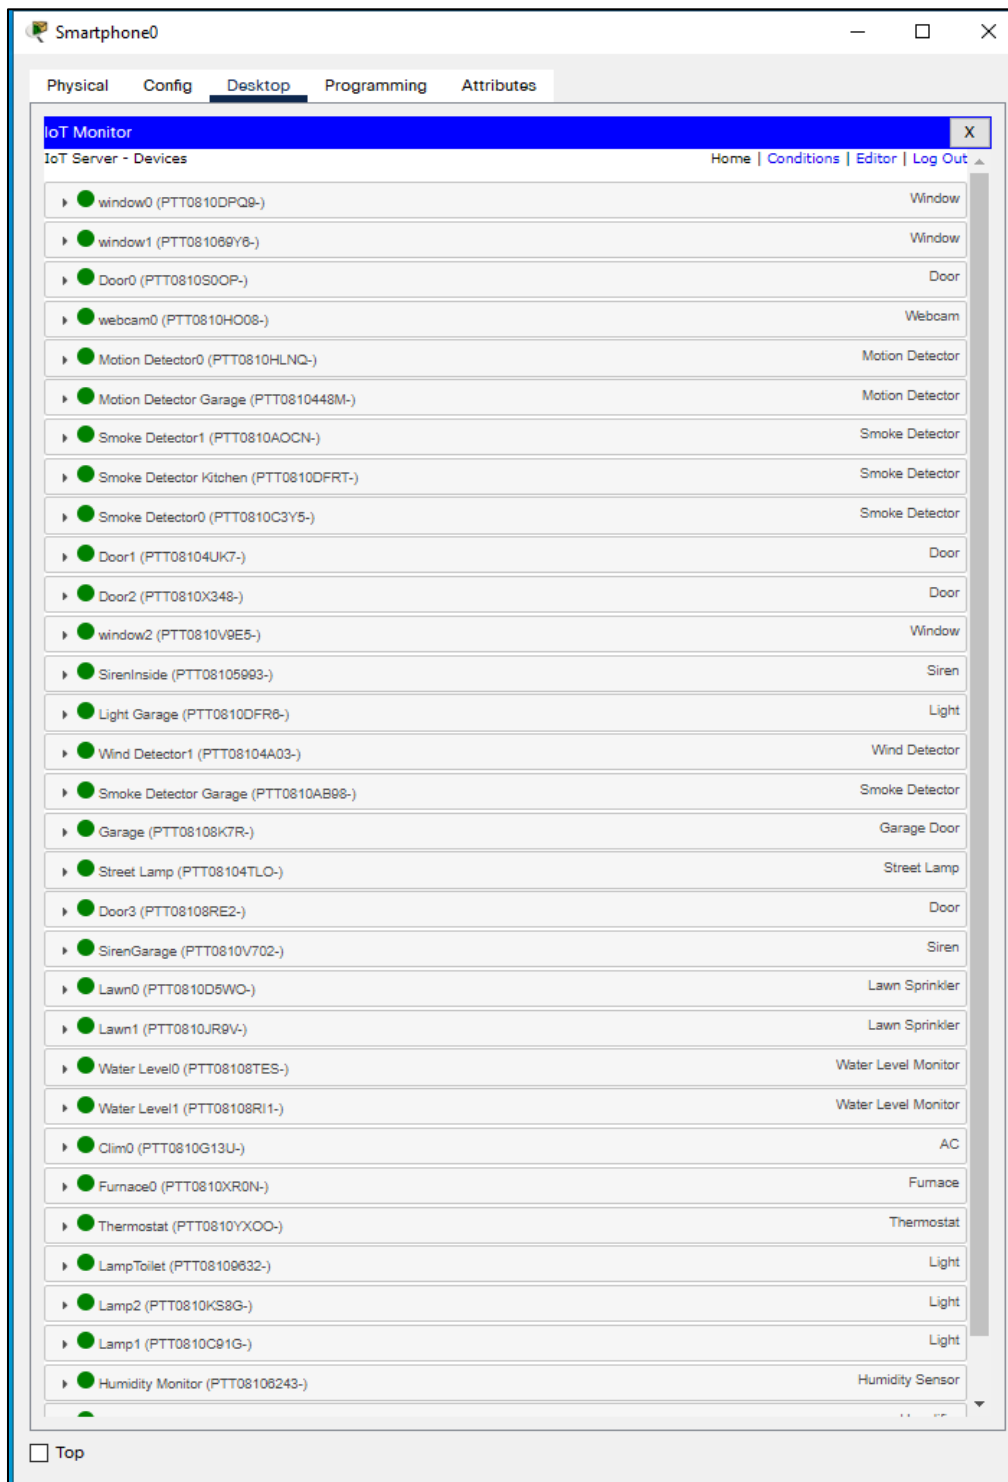 Smartphone0
Physical Config Desktop Programming Attributes
IoT Monitor X
IoT Server - Devices Home | Conditions | Editor | Log Out
window0 (PTT0810DPQ9-) Window
window1 (PTT081069Y6-) Window
Door0 (PTT0810S0OP-) Door
webcam0 (PTT0810HO08-) Webcam
Motion Detector0 (PTT0810HLNQ-) Motion Detector
Motion Detector Garage (PTT0810448M-) Motion Detector
Smoke Detector1 (PTT0810AOCN-) Smoke Detector
Smoke Detector Kitchen (PTT0810DFRT-) Smoke Detector
Smoke Detector0 (PTT0810C3Y5-) Smoke Detector
Door1 (PTT08104UK7-) Door
Door2 (PTT0810X348-) Door
window2 (PTT0810V9E5-) Window
SirenInside (PTT08105993-) Siren
Light Garage (PTT0810DFR6-) Light
Wind Detector1 (PTT08104A03-) Wind Detector
Smoke Detector Garage (PTT0810AB98-) Smoke Detector
Garage (PTT08108K7R-) Garage Door
Street Lamp (PTT08104TLO-) Street Lamp
Door3 (PTT08108RE2-) Door
SirenGarage (PTT0810V702-) Siren
Lawn0 (PTT0810D5WO-) Lawn Sprinkler
Lawn1 (PTT0810JR9V-) Lawn Sprinkler
Water Level0 (PTT08108TES-) Water Level Monitor
Water Level1 (PTT08108RI1-) Water Level Monitor
Clim0 (PTT0810G13U-) AC
Furnace0 (PTT0810XR0N-) Furnace
Thermostat (PTT0810YXOO-) Thermostat
LampToilet (PTT08109632-) Light
Lamp2 (PTT0810KS8G-) Light
Lamp1 (PTT0810C91G-) Light
Humidity Monitor (PTT08106243-) Humidity Sensor
Top